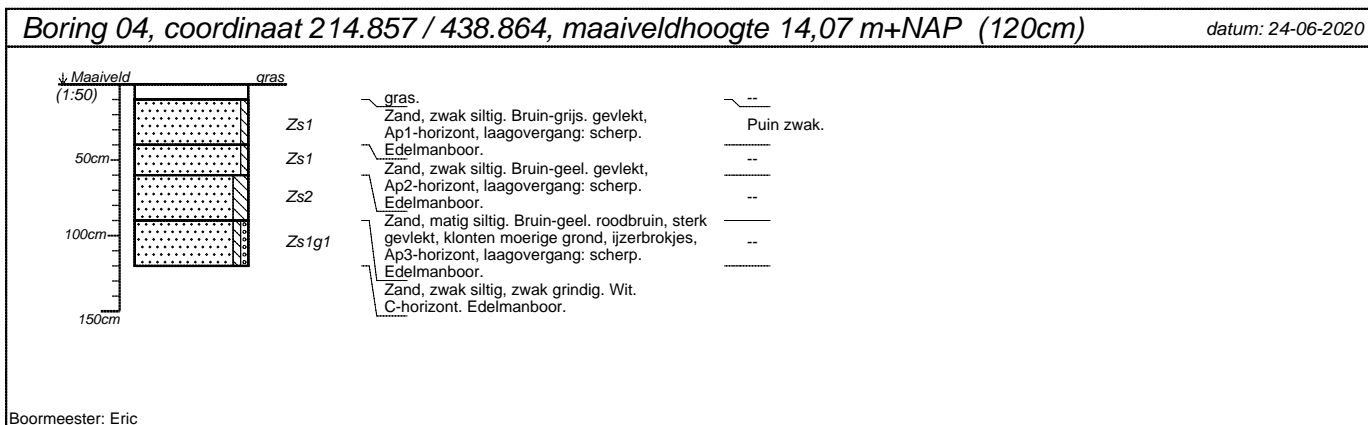 Boring 04, coordinaat 214.857 / 438.864, maaiveldhoogte 14,07 m+NAP (120cm)
datum: 24-06-2020
Maaiveld
gras
(1:50)
50cm
100cm
150cm
Zs1
Zs1
Zs2
Zs1g1
gras.
Zand, zwak siltig. Bruin-grijs. gevlekt,
Ap1-horizont, laagovergang: scherp.
Edelmanboor.
Zand, zwak siltig. Bruin-geel. gevlekt,
Ap2-horizont, laagovergang: scherp.
Edelmanboor.
Zand, matig siltig. Bruin-geel. roodbruin, sterk
gevlekt, klonten moerige grond, ijzerbrokjes,
Ap3-horizont, laagovergang: scherp.
Edelmanboor.
Zand, zwak siltig, zwak grindig. Wit.
C-horizont. Edelmanboor.
--
Puin zwak.
--
--
--
Boormeester: Eric